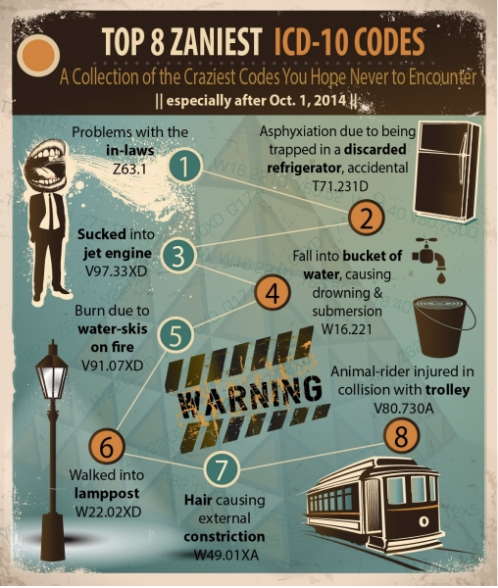 TOP 8 ZANIEST ICD-10 CODES
A Collection of the Craziest Codes You Hope Never to Encounter
|| especially after Oct. 1, 2014 ||
Problems with the
in-laws
Z63.1
1
Asphyxiation due to being
trapped in a discarded
refrigerator, accidental
T71.231D
2
Sucked into
jet engine
V97.33XD
3
Fall into bucket of
water, causing
drowning &
submersion
W16.221
4
Burn due to
water-skis
on fire
V91.07XD
5
WARNING
Animal-rider injured in
collision with trolley
V80.730A
8
6
Walked into
lamppost
W22.02XD
7
Hair causing
external
constriction
W49.01XA